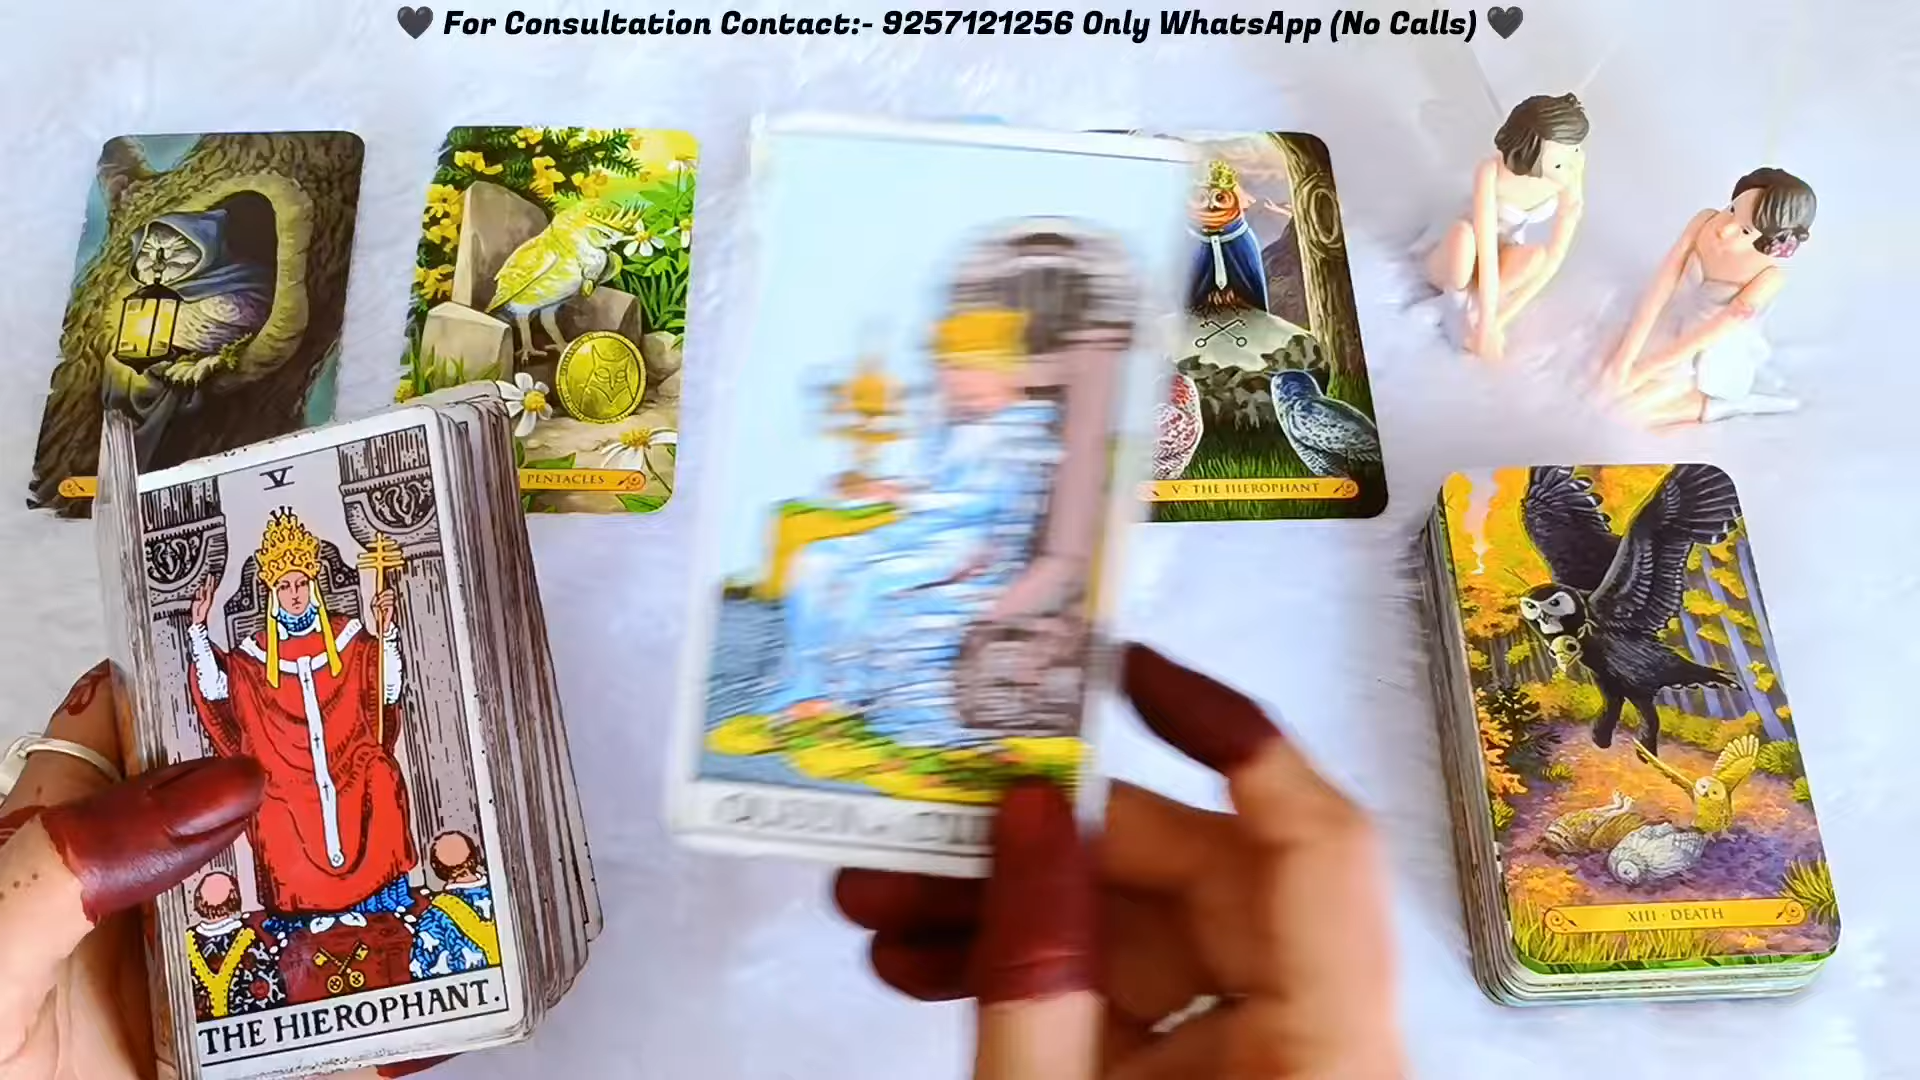 🖤 For Consultation Contact:- 9257121256 Only WhatsApp (No Calls) 🖤
PENTACLES
V · THE HIEROPHANT
V
THE HIEROPHANT.
XIII · DEATH